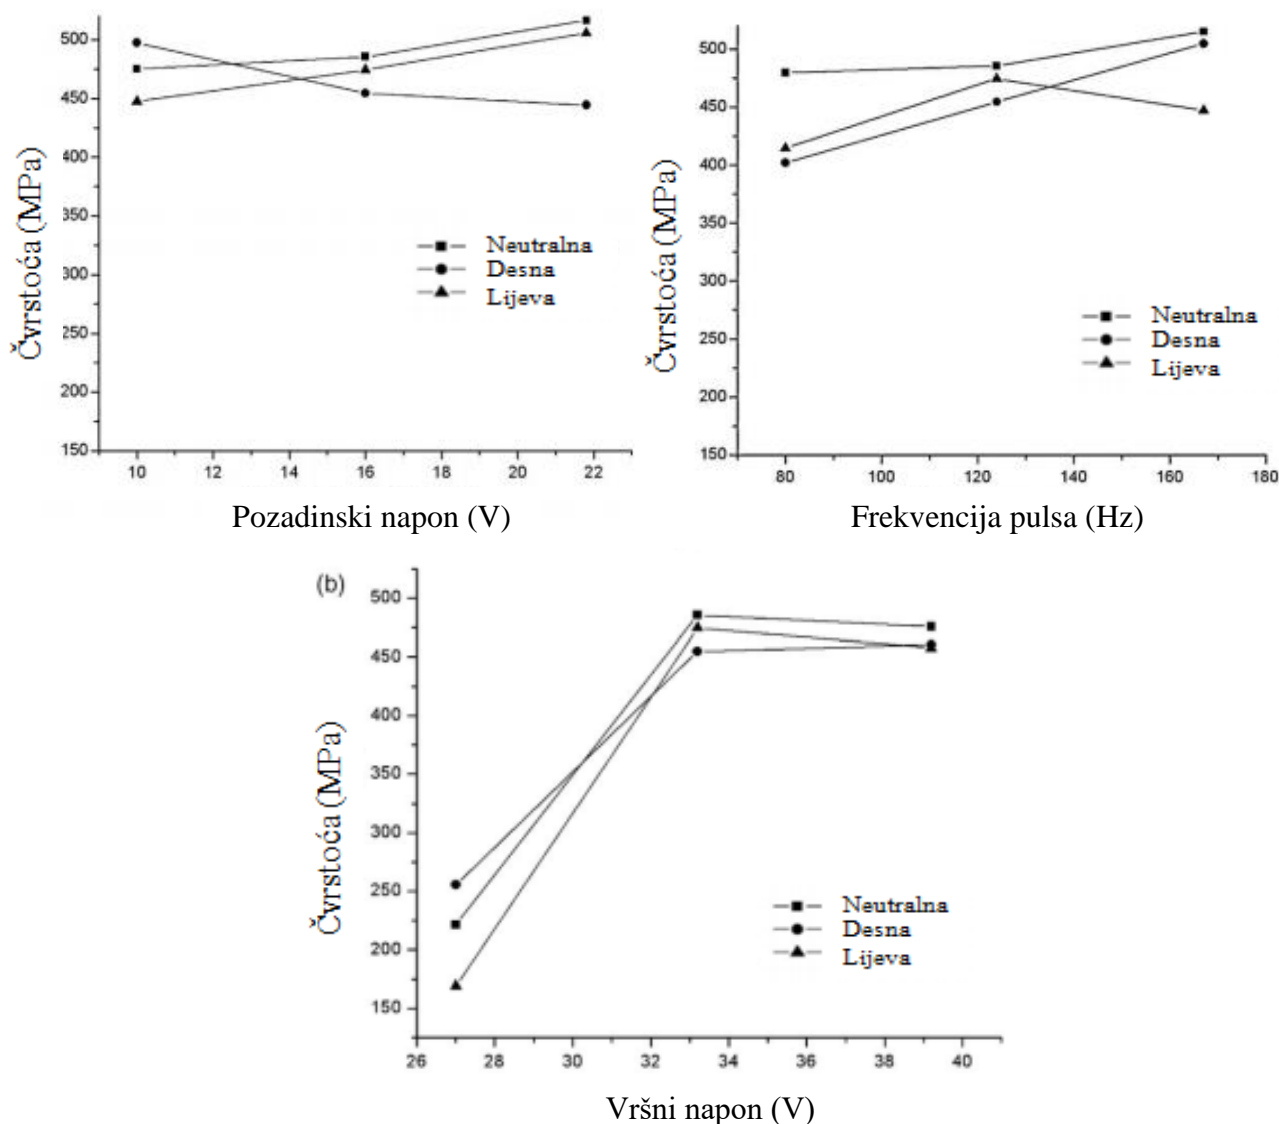 500
450
400
350
300
250
200
150
10 12 14 16 18 20 22
Čvrstoća (MPa)
Neutralna
Desna
Lijeva
Pozadinski napon (V)
500
450
400
350
300
250
200
150
80 100 120 140 160 180
Čvrstoća (MPa)
Neutralna
Desna
Lijeva
Frekvencija pulsa (Hz)
(b)
500
450
400
350
300
250
200
150
26 28 30 32 34 36 38 40
Čvrstoća (MPa)
Neutralna
Desna
Lijeva
Vršni napon (V)